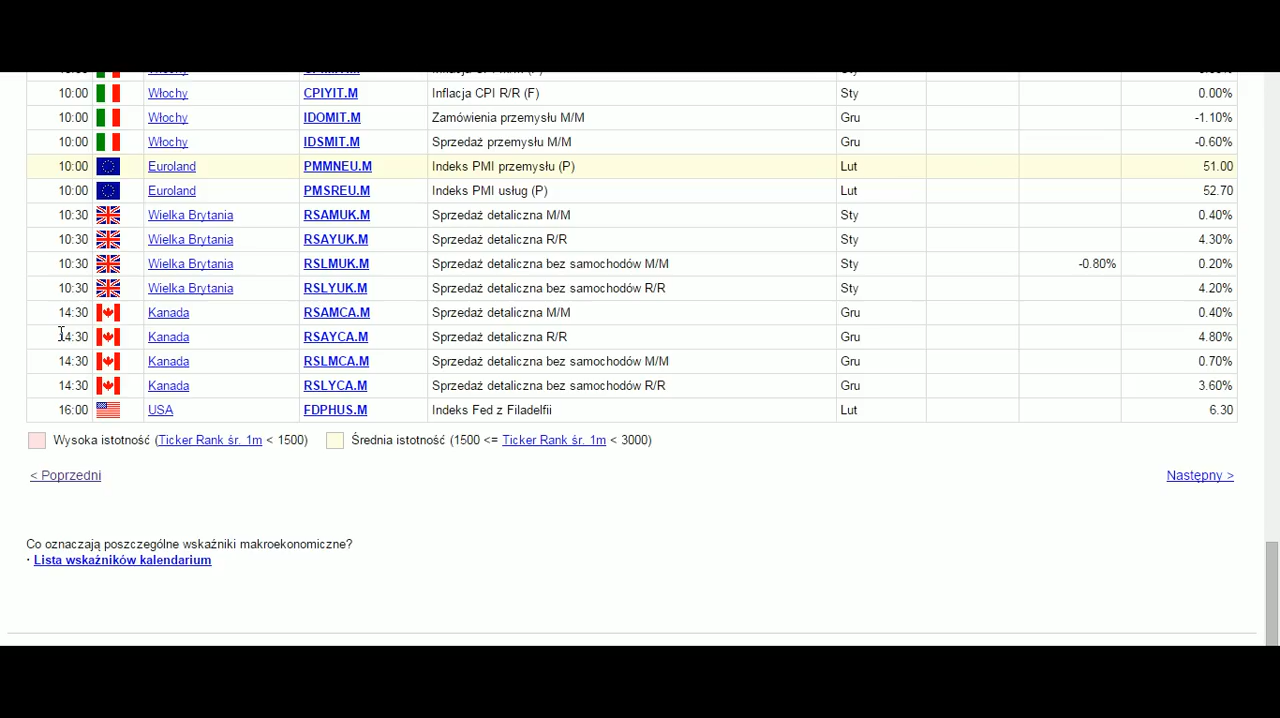 10:00 Włochy CPIYIT.M Inflacja CPI R/R (F) Sty 0.00%
10:00 Włochy IDOMIT.M Zamówienia przemysłu M/M Gru -1.10%
10:00 Włochy IDSMIT.M Sprzedaż przemysłu M/M Gru -0.60%
10:00 Euroland PMMNEU.M Indeks PMI przemysłu (P) Lut 51.00
10:00 Euroland PMSREU.M Indeks PMI usług (P) Lut 52.70
10:30 Wielka Brytania RSAMUK.M Sprzedaż detaliczna M/M Sty 0.40%
10:30 Wielka Brytania RSAYUK.M Sprzedaż detaliczna R/R Sty 4.30%
10:30 Wielka Brytania RSLMUK.M Sprzedaż detaliczna bez samochodów M/M Sty -0.80% 0.20%
10:30 Wielka Brytania RSLYUK.M Sprzedaż detaliczna bez samochodów R/R Sty 4.20%
14:30 Kanada RSAMCA.M Sprzedaż detaliczna M/M Gru 0.40%
14:30 Kanada RSAYCA.M Sprzedaż detaliczna R/R Gru 4.80%
14:30 Kanada RSLMCA.M Sprzedaż detaliczna bez samochodów M/M Gru 0.70%
14:30 Kanada RSLYCA.M Sprzedaż detaliczna bez samochodów R/R Gru 3.60%
16:00 USA FDPHUS.M Indeks Fed z Filadelfii Lut 6.30
Wysoka istotność (Ticker Rank śr. 1m < 1500) Średnia istotność (1500 <= Ticker Rank śr. 1m < 3000)
< Poprzedni Następny >
Co oznaczają poszczególne wskaźniki makroekonomiczne?
· Lista wskaźników kalendarium